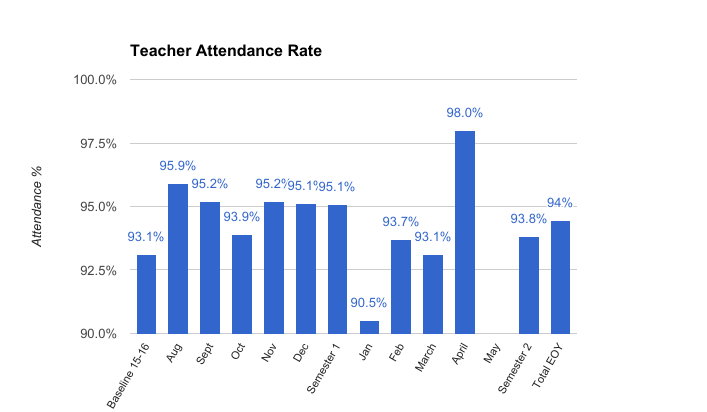 Teacher Attendance Rate
Attendance %
100.0%
97.5%
95.0%
92.5%
90.0%
93.1%
95.9%
95.2%
93.9%
95.2%
95.1%
95.1%
90.5%
93.7%
93.1%
98.0%
93.8%
94%
Baseline 15-16
Aug
Sept
Oct
Nov
Dec
Semester 1
Jan
Feb
March
April
May
Semester 2
Total EOY